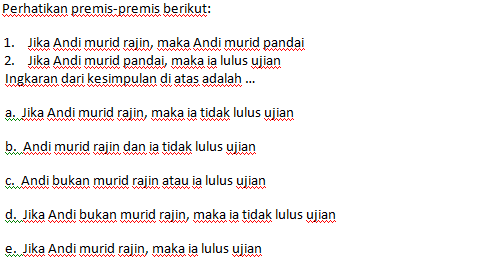 Perhatikan premis-premis berikut:
1. Jika Andi murid rajin, maka Andi murid pandai
2. Jika Andi murid pandai, maka ia lulus ujian
Ingkaran dari kesimpulan di atas adalah ...
a. Jika Andi murid rajin, maka ia tidak lulus ujian
b. Andi murid rajin dan ia tidak lulus ujian
c. Andi bukan murid rajin atau ia lulus ujian
d. Jika Andi bukan murid rajin, maka ia tidak lulus ujian
e. Jika Andi murid rajin, maka ia lulus ujian